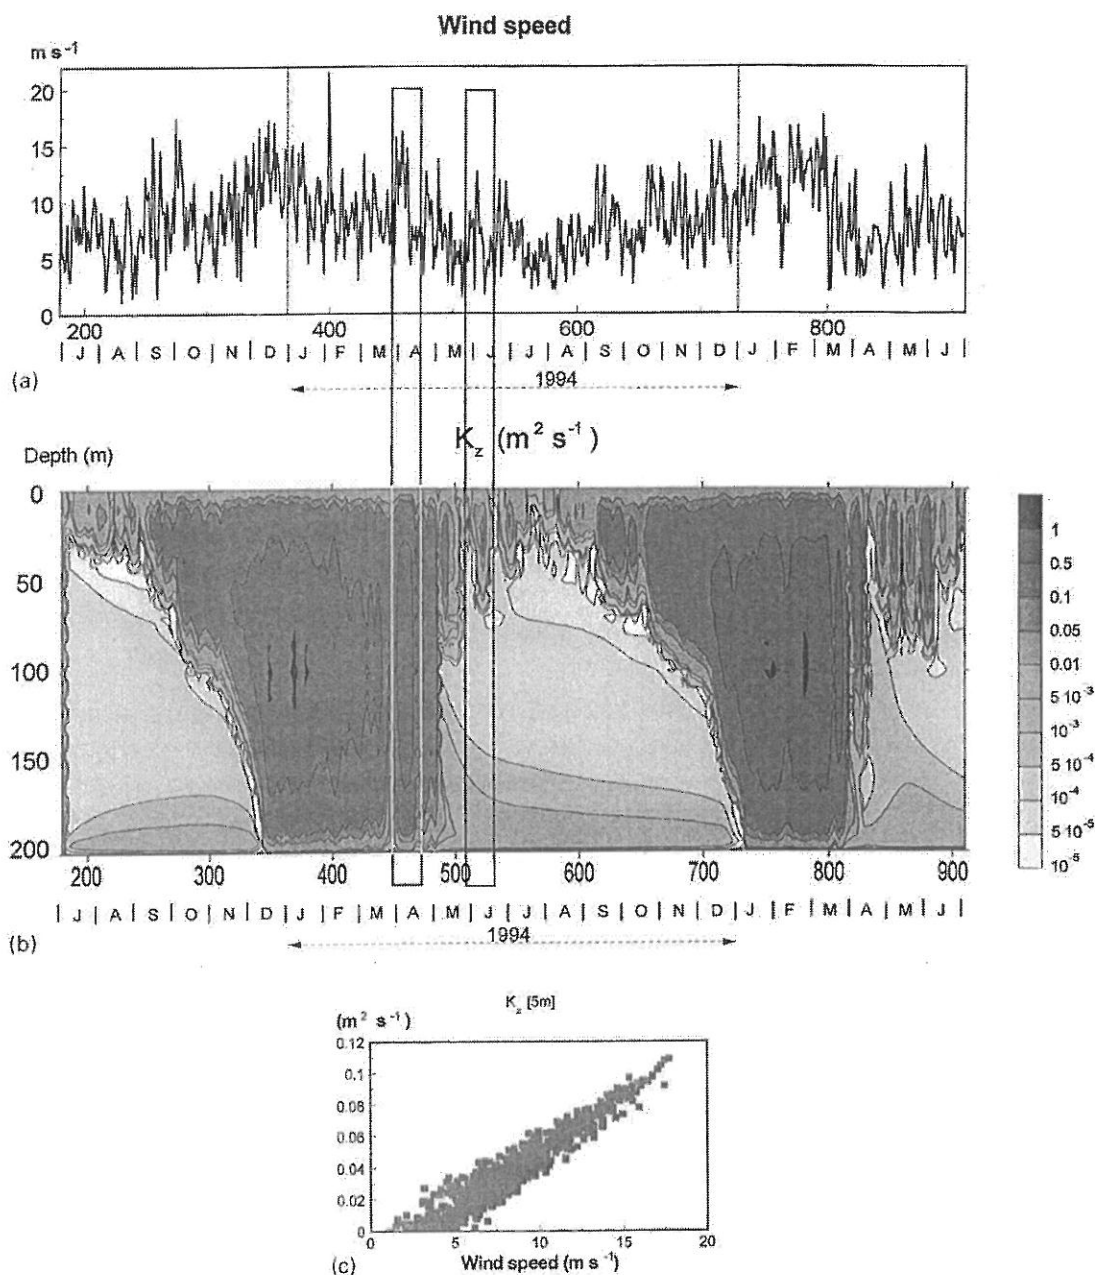 Wind speed
m s⁻¹
20
15
10
5
0
200 400 600 800
| J | A | S | O | N | D | J | F | M | A | M | J | J | A | S | O | N | D | J | F | M | A | M | J |
(a)
1994
K_z (m² s⁻¹)
Depth (m)
0
50
100
150
200
200 300 400 500 600 700 800 900
| J | A | S | O | N | D | J | F | M | A | M | J | J | A | S | O | N | D | J | F | M | A | M | J |
(b)
1994
1
0.5
0.1
0.05
0.01
5 10⁻³
10⁻³
5 10⁻⁴
10⁻⁴
5 10⁻⁵
10⁻⁵
K_z [5m]
(m² s⁻¹)
0.12
0.1
0.08
0.06
0.04
0.02
0
0 5 10 15 20
(c)
Wind speed (m s⁻¹)